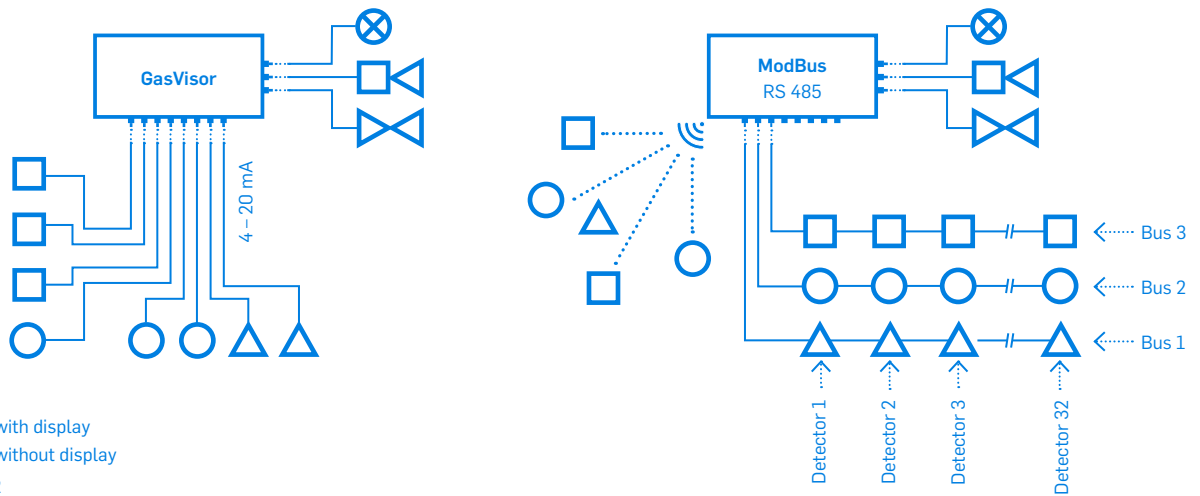 GasVisor
4 – 20 mA
ModBus
RS 485
Bus 3
Bus 2
Bus 1
Detector 1
Detector 2
Detector 3
Detector 32
with display
without display